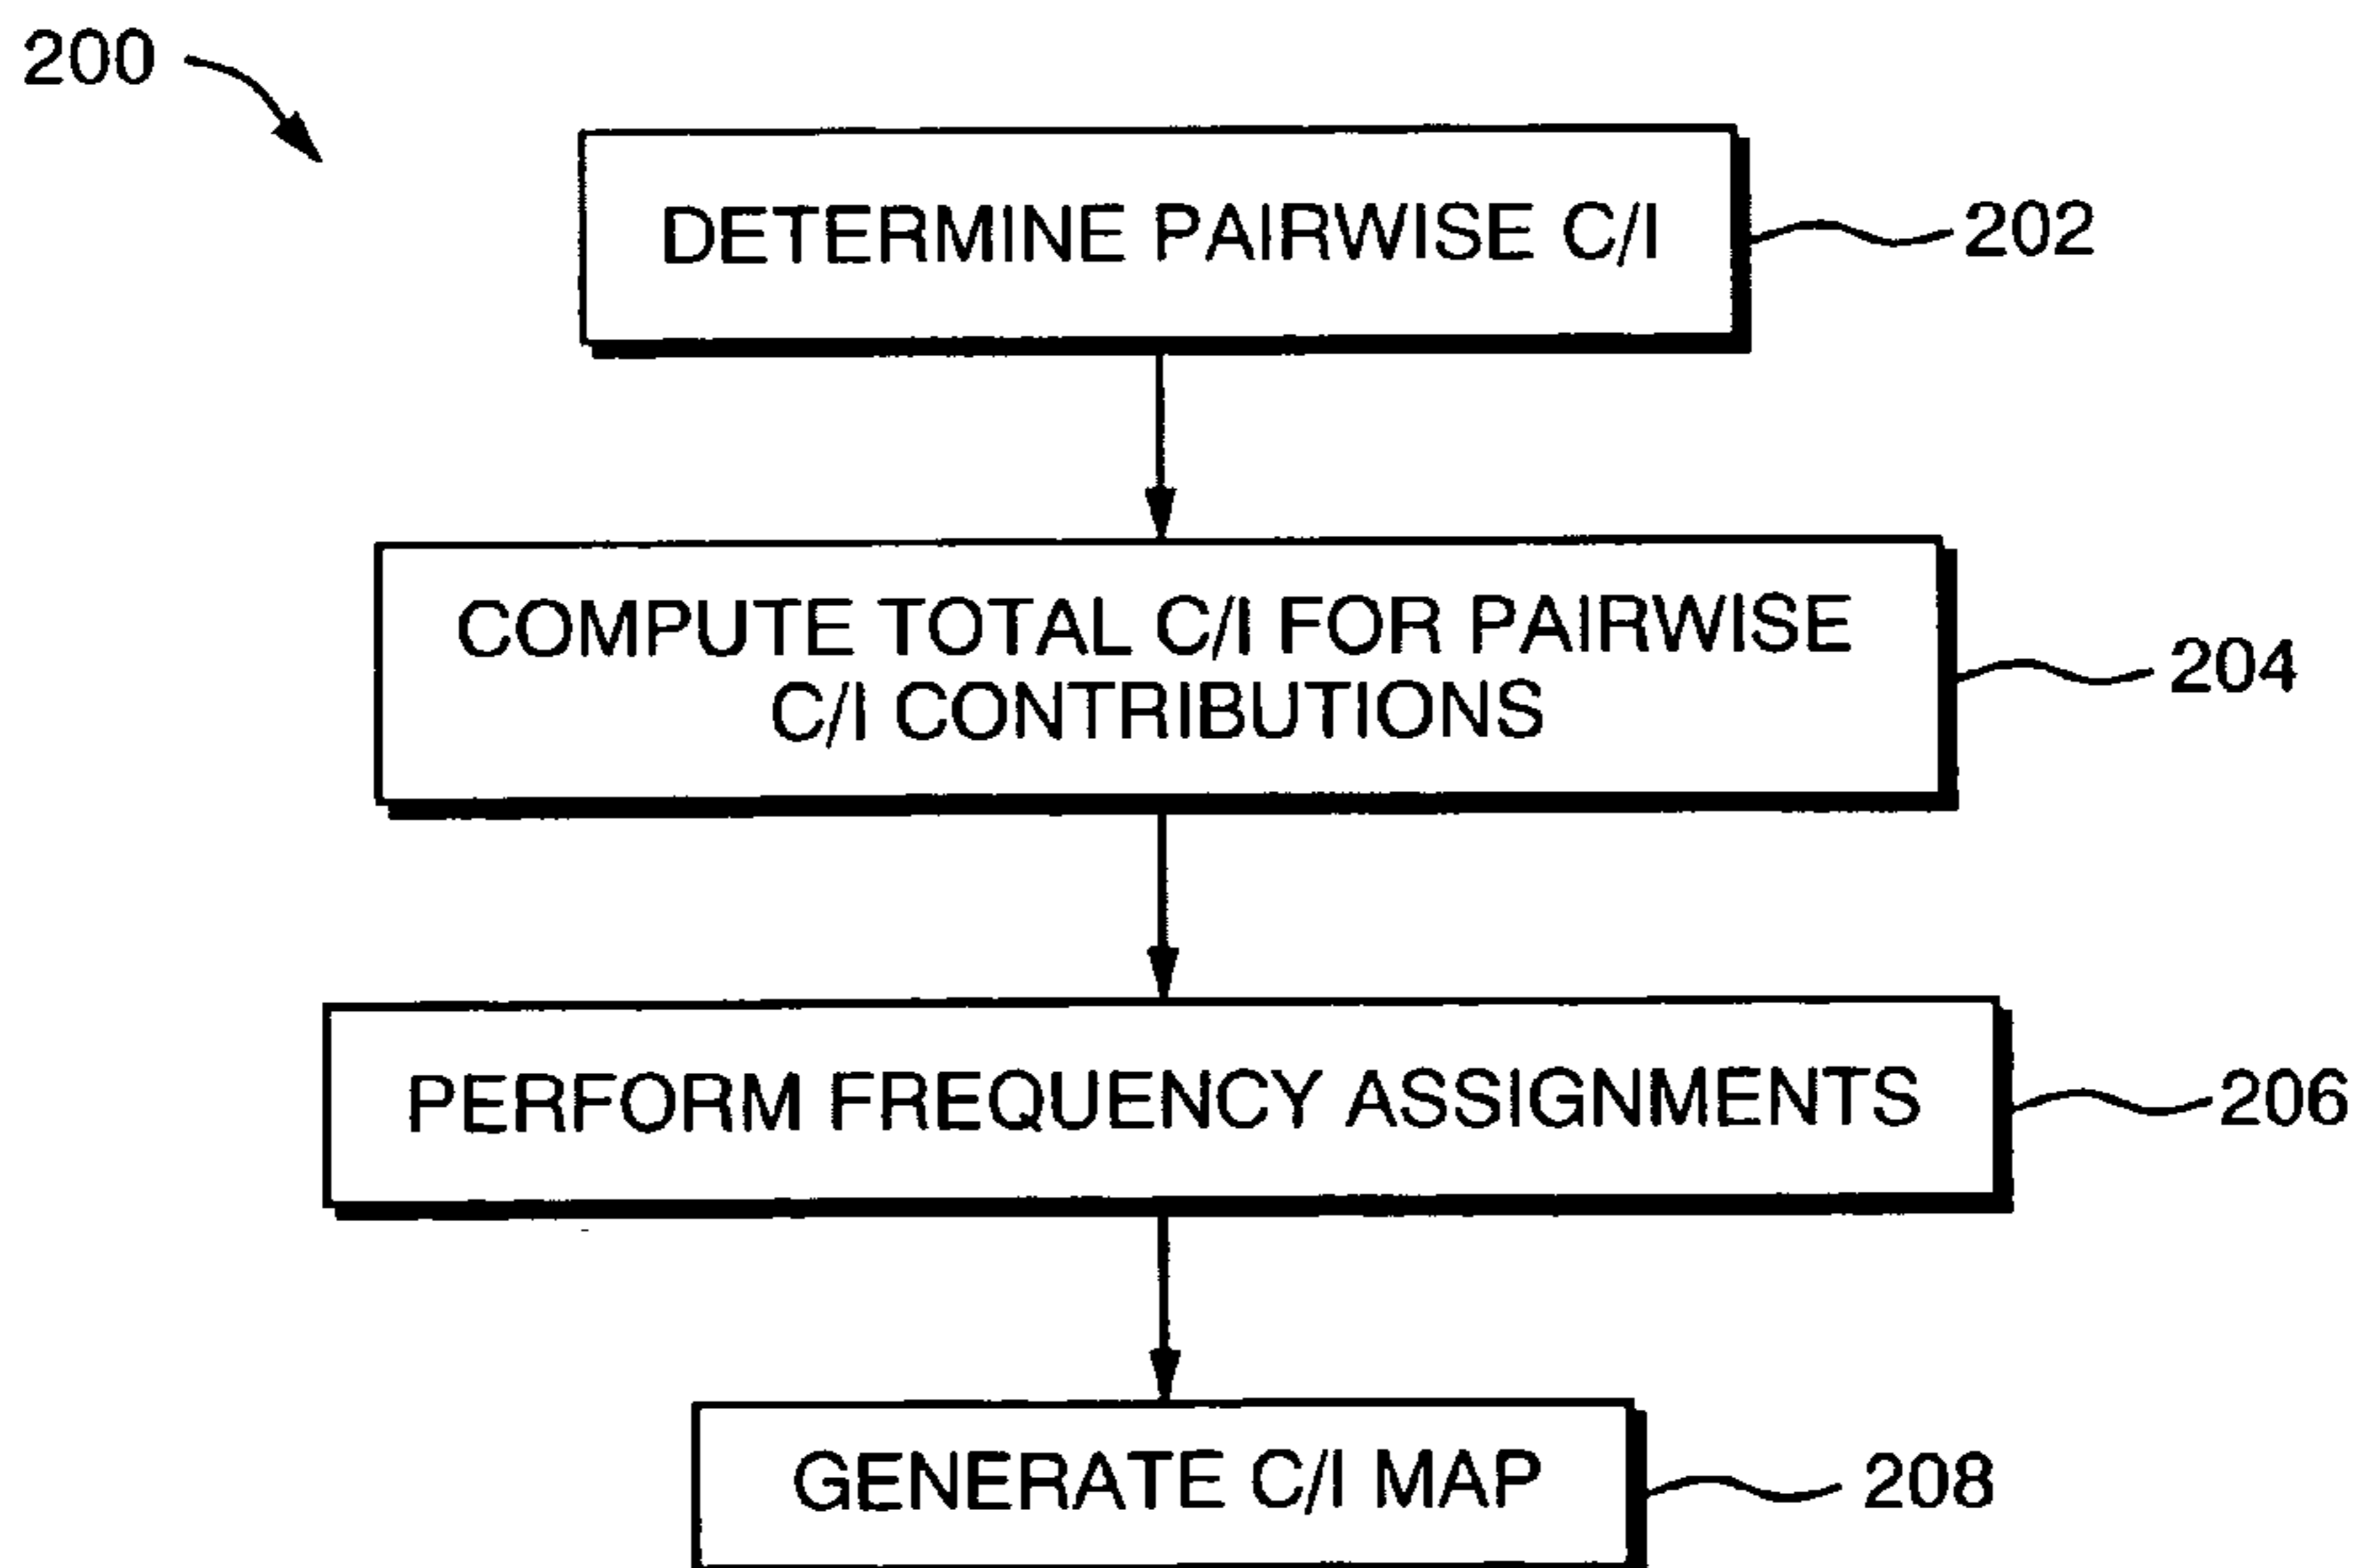 200
DETERMINE PAIRWISE C/I
202
COMPUTE TOTAL C/I FOR PAIRWISE
C/I CONTRIBUTIONS
204
PERFORM FREQUENCY ASSIGNMENTS
206
GENERATE C/I MAP
208